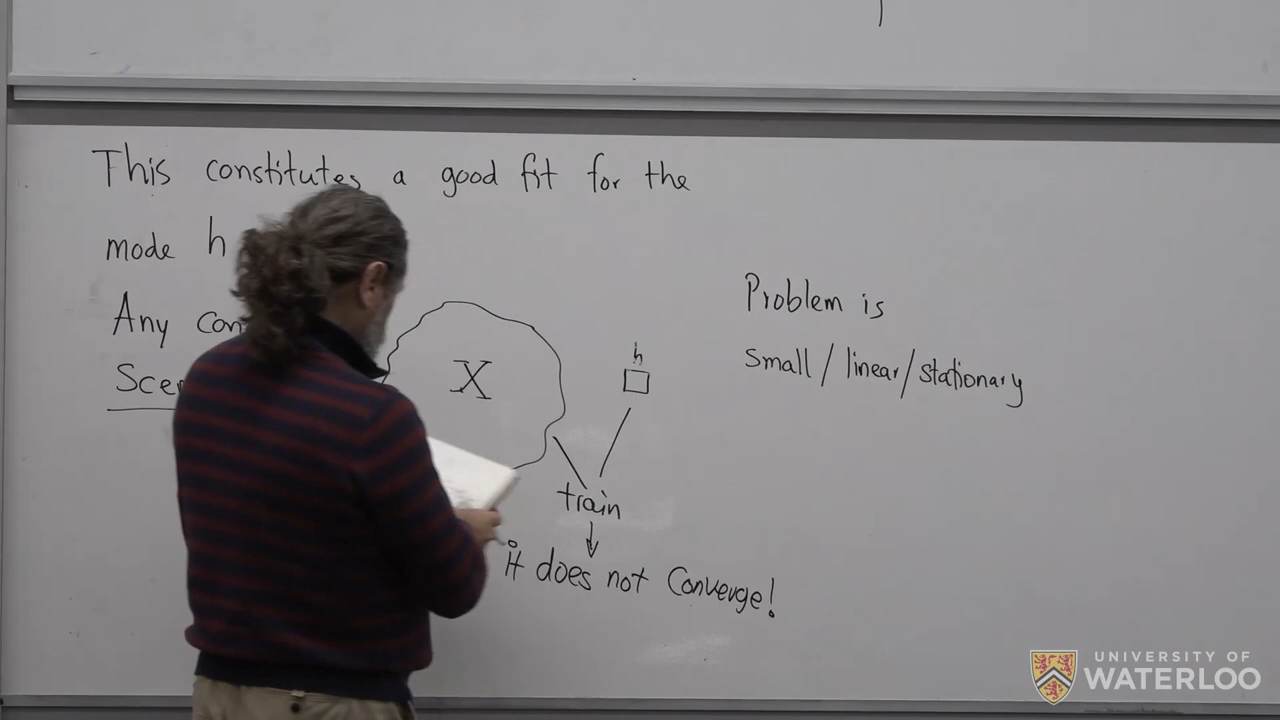 This constitutes a good fit for the
mode h
Any
X
h
train
it does not Converge!
Problem is
Small / linear / stationary
UNIVERSITY OF
WATERLOO